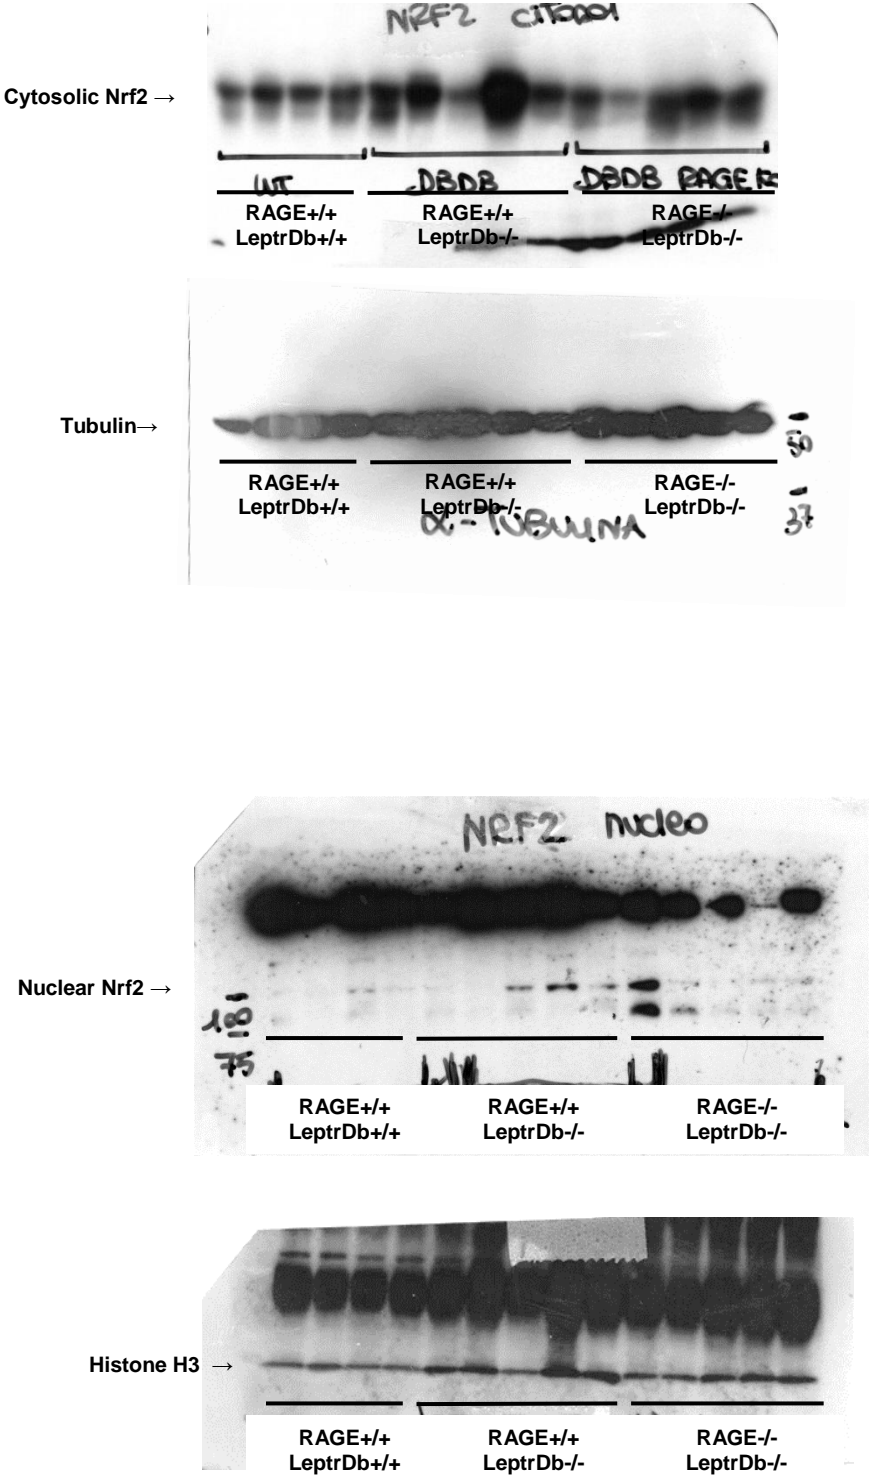 NRF2 CITOSOL
Cytosolic Nrf2 →
WT DBDB DBDB RAGE
RAGE+/+ RAGE+/+ RAGE-/-
LeptrDb+/+ LeptrDb-/- LeptrDb-/-
Tubulin→
50
RAGE+/+ RAGE+/+ RAGE-/-
LeptrDb+/+ LeptrDb-/- LeptrDb-/-
α-TUBULINA 37
NRF2 nucleo
Nuclear Nrf2 →
100
75
RAGE+/+ RAGE+/+ RAGE-/-
LeptrDb+/+ LeptrDb-/- LeptrDb-/-
Histone H3 →
RAGE+/+ RAGE+/+ RAGE-/-
LeptrDb+/+ LeptrDb-/- LeptrDb-/-